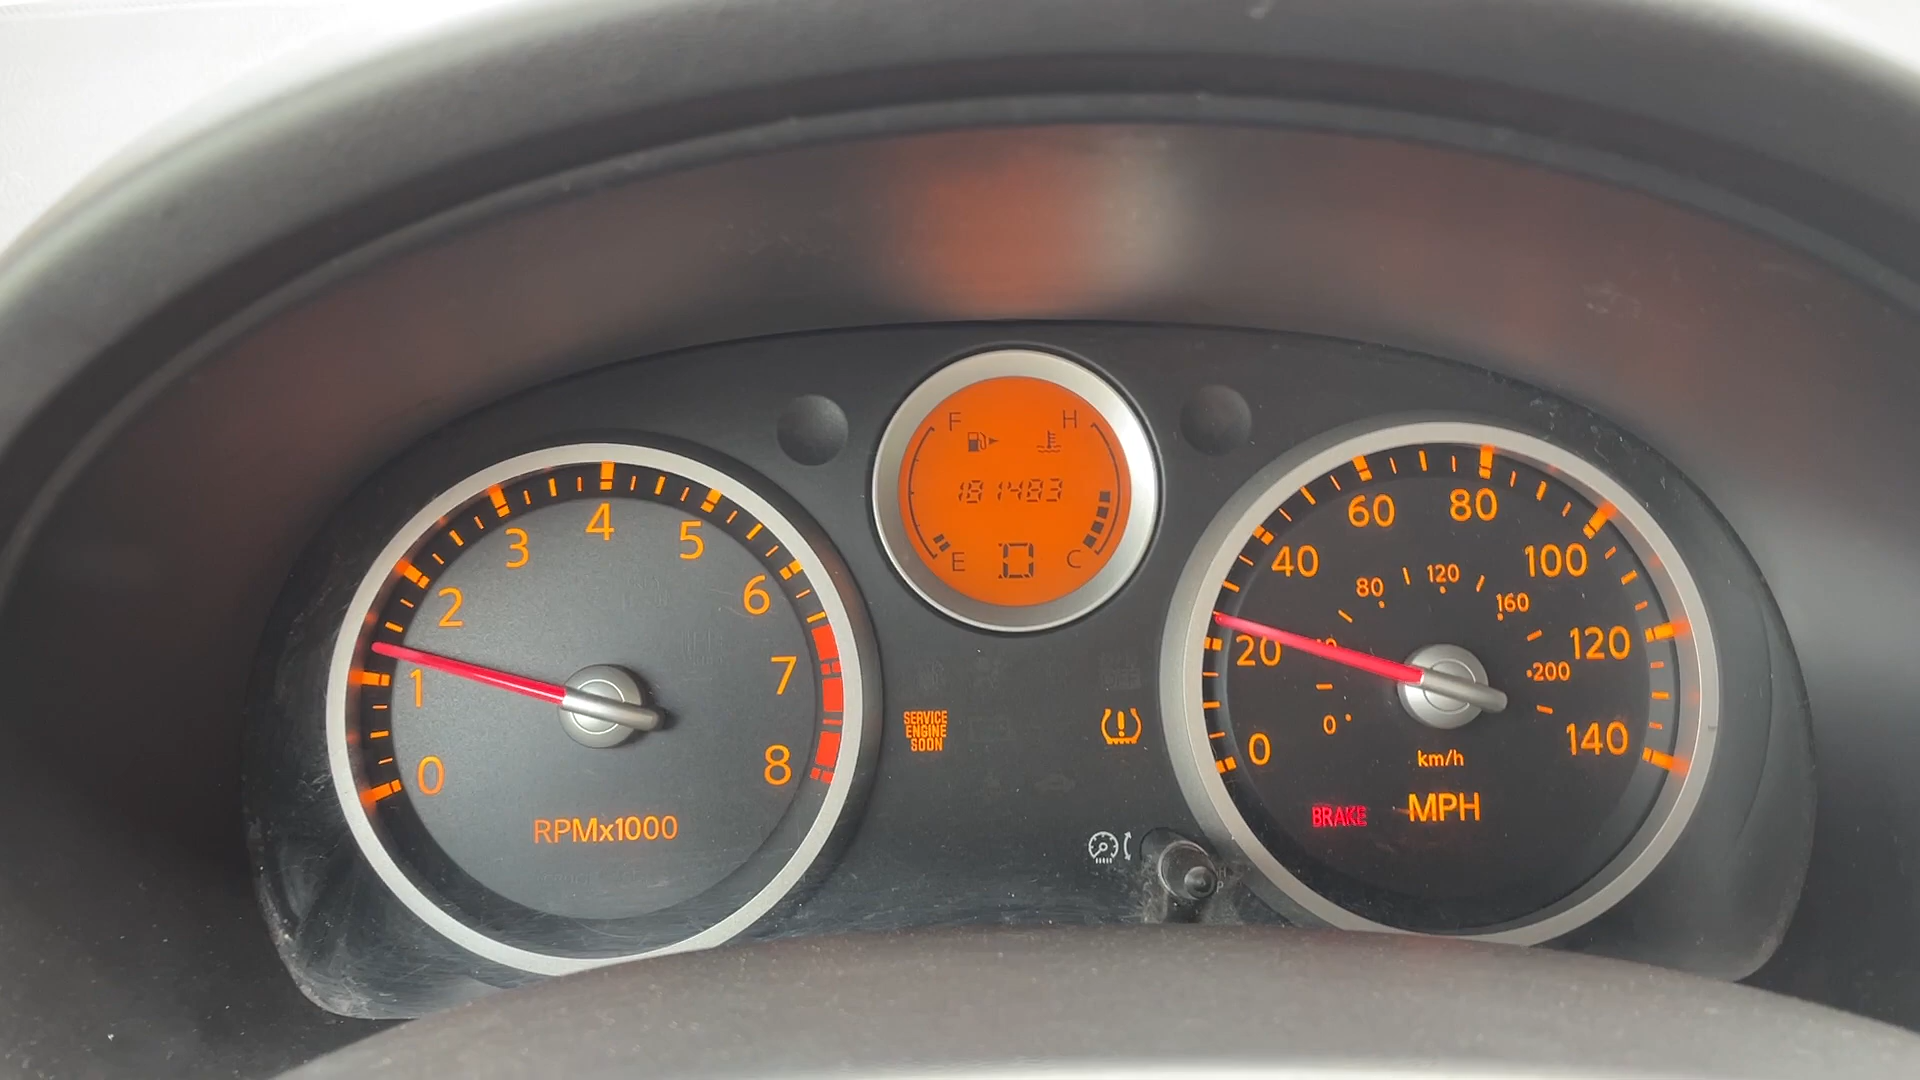 F H
181483
E D C
0 1 2 3 4 5 6 7 8
RPMx1000
SERVICE
ENGINE
SOON
0 20 40 60 80 100 120 140
0 80 120 160 200
km/h
BRAKE MPH